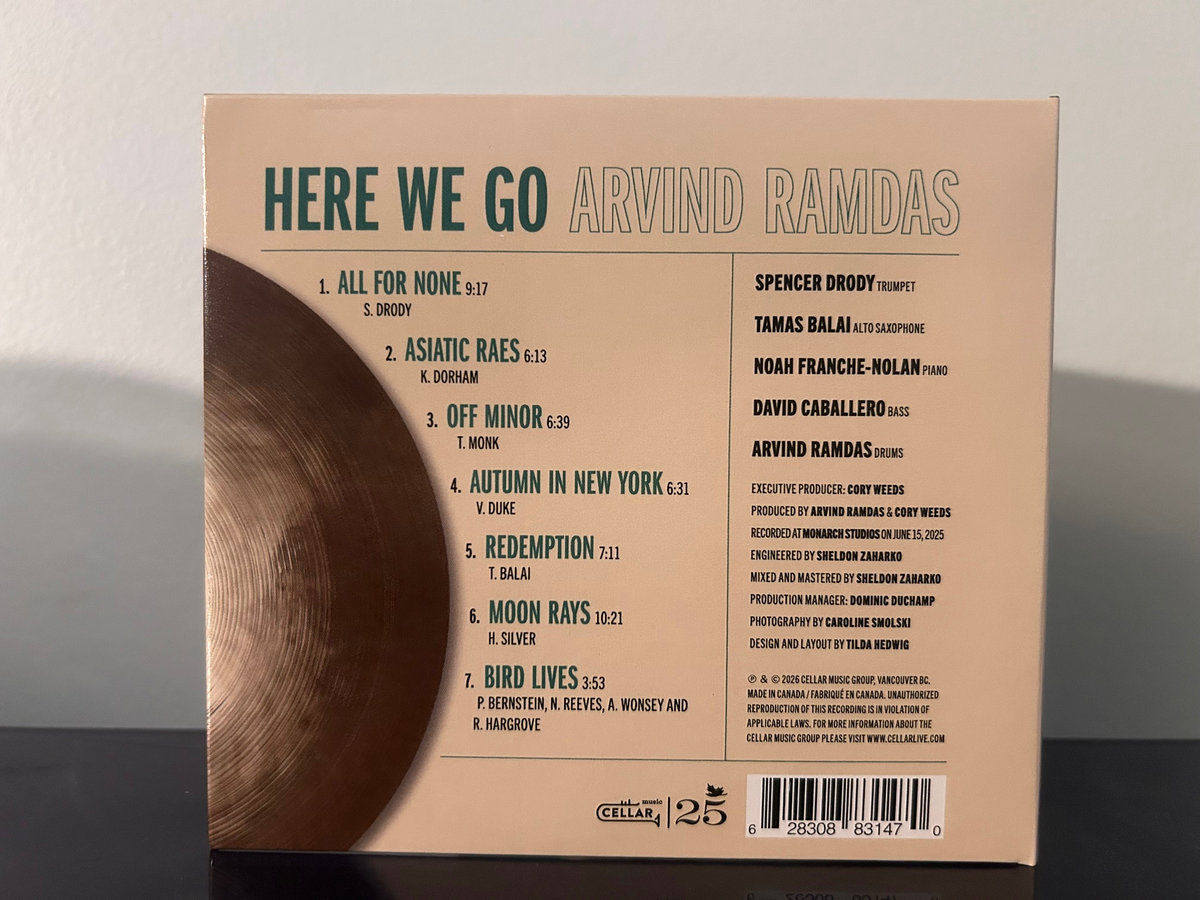 HERE WE GO ARVIND RAMDAS
1. ALL FOR NONE 9:17
S. DRODY
2. ASIATIC RAES 6:13
K. DORHAM
3. OFF MINOR 6:39
T. MONK
4. AUTUMN IN NEW YORK 6:31
V. DUKE
5. REDEMPTION 7:11
T. BALAI
6. MOON RAYS 10:21
H. SILVER
7. BIRD LIVES 3:53
P. BERNSTEIN, N. REEVES, A. WONSEY AND
R. HARGROVE
SPENCER DRODY TRUMPET
TAMAS BALAI ALTO SAXOPHONE
NOAH FRANCHE-NOLAN PIANO
DAVID CABALLERO BASS
ARVIND RAMDAS DRUMS
EXECUTIVE PRODUCER: CORY WEEDS
PRODUCED BY ARVIND RAMDAS & CORY WEEDS
RECORDED AT MONARCH STUDIOS ON JUNE 15, 2025
ENGINEERED BY SHELDON ZAHARKO
MIXED AND MASTERED BY SHELDON ZAHARKO
PRODUCTION MANAGER: DOMINIC DUCHAMP
PHOTOGRAPHY BY CAROLINE SMOLSKI
DESIGN AND LAYOUT BY TILDA HEDWIG
℗ & © 2026 CELLAR MUSIC GROUP, VANCOUVER BC.
MADE IN CANADA / FABRIQUÉ EN CANADA. UNAUTHORIZED
REPRODUCTION OF THIS RECORDING IS IN VIOLATION OF
APPLICABLE LAWS. FOR MORE INFORMATION ABOUT THE
CELLAR MUSIC GROUP PLEASE VISIT WWW.CELLARLIVE.COM
CELLAR music 25
6 28308 83147 0